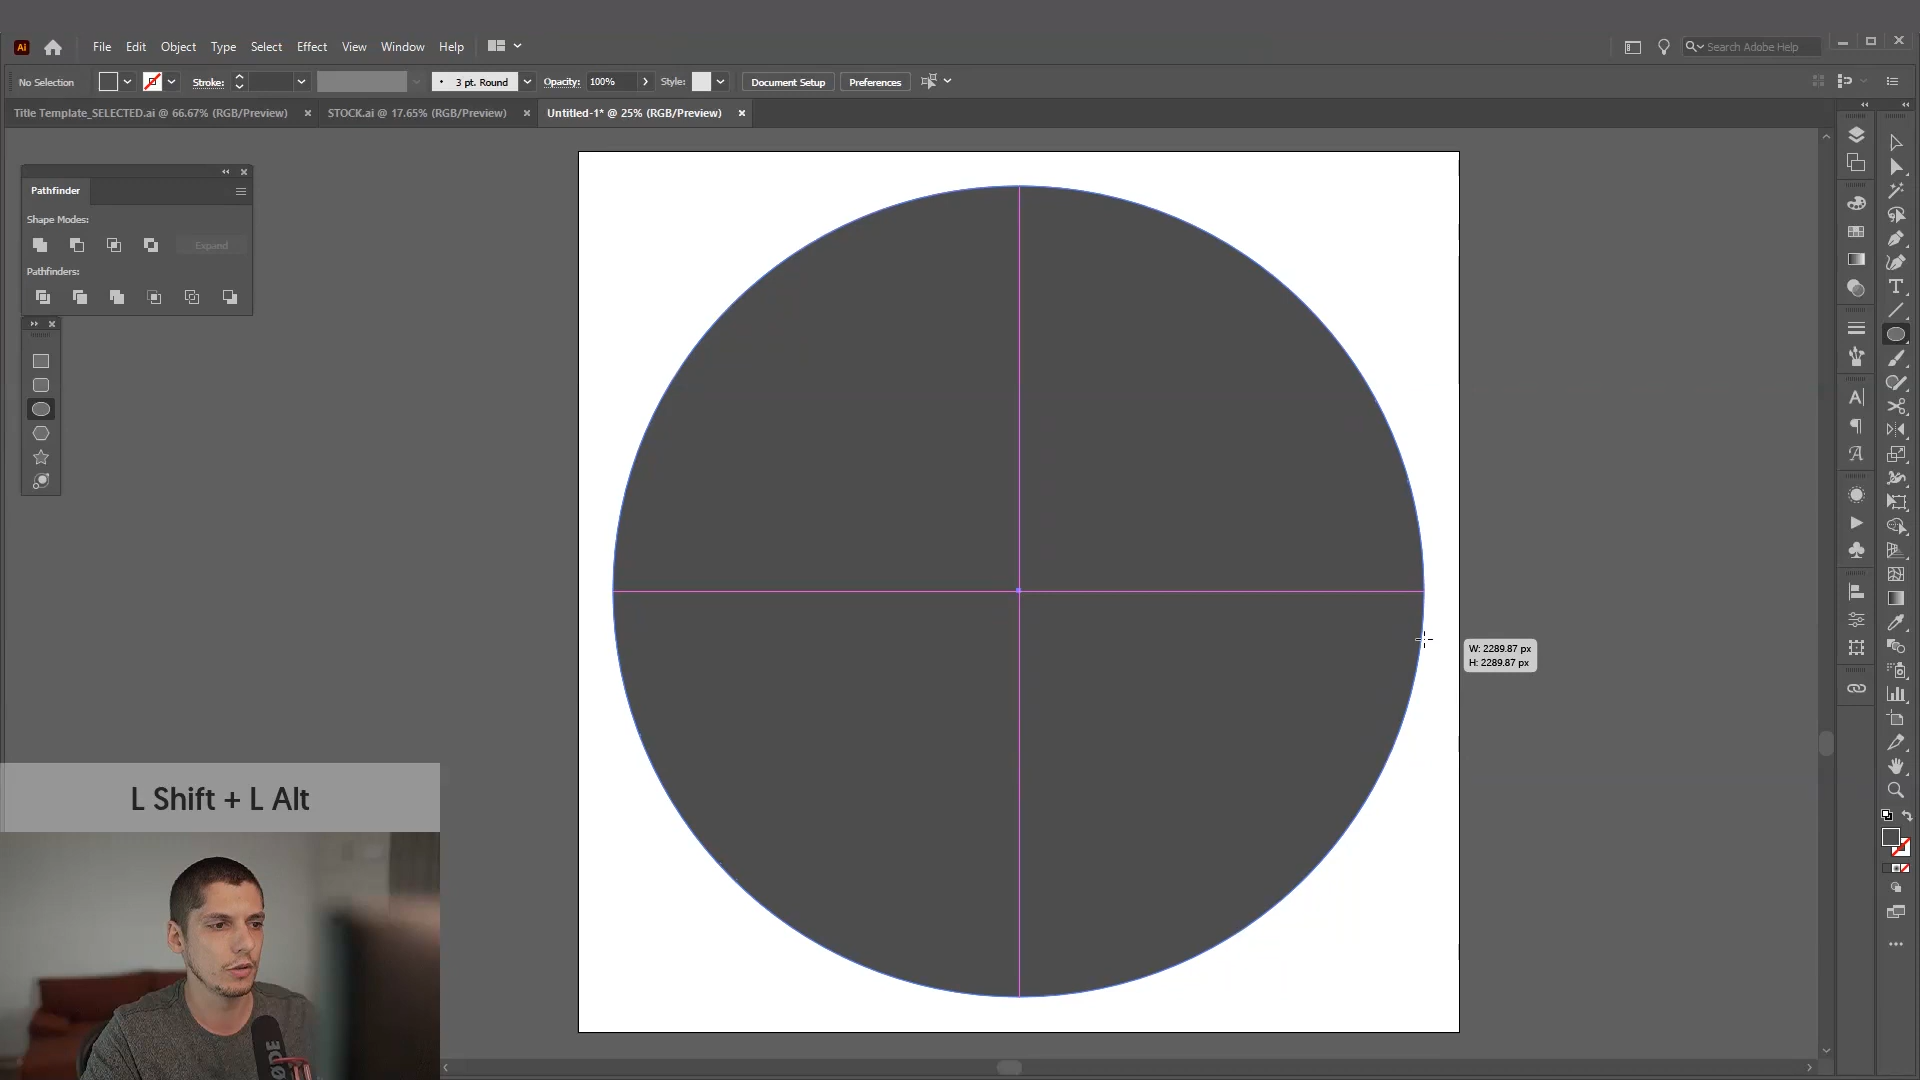 Ai File Edit Object Type Select Effect View Window Help Search Adobe Help
No Selection Stroke: 3 pt. Round Opacity: 100% Style: Document Setup Preferences
Title Template_SELECTED.ai @ 66.67% (RGB/Preview) STOCK.ai @ 17.65% (RGB/Preview) Untitled-1* @ 25% (RGB/Preview)
Pathfinder
Shape Modes:
Expand
Pathfinders:
W: 2289.87 px
H: 2289.87 px
L Shift + L Alt